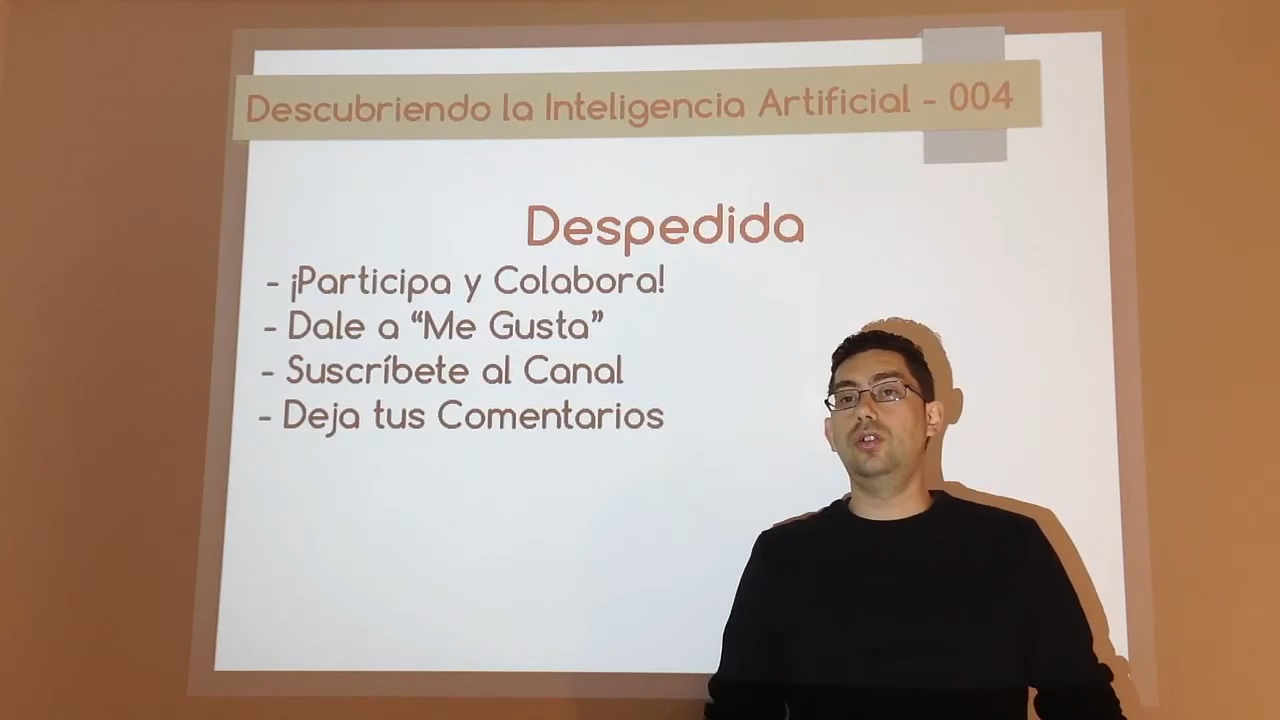 Descubriendo la Inteligencia Artificial - 004
Despedida
- ¡Participa y Colabora!
- Dale a “Me Gusta”
- Suscríbete al Canal
- Deja tus Comentarios